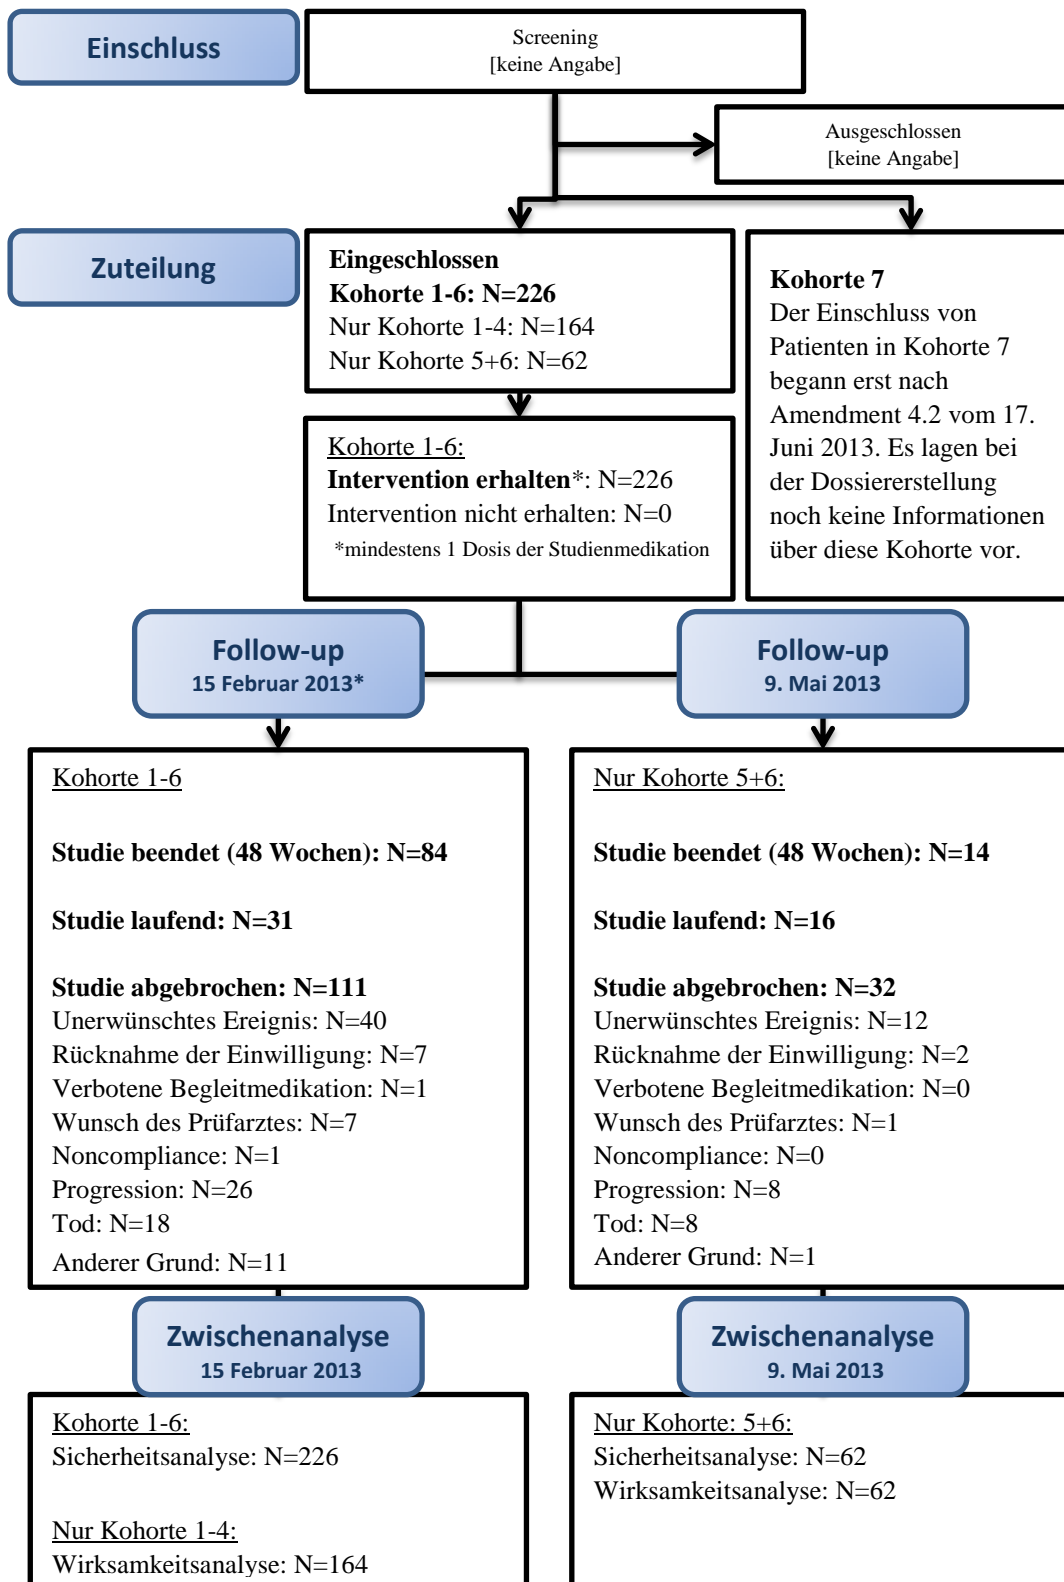 Einschluss
Screening
[keine Angabe]
Ausgeschlossen
[keine Angabe]
Zuteilung
Eingeschlossen
Kohorte 1-6: N=226
Nur Kohorte 1-4: N=164
Nur Kohorte 5+6: N=62
Kohorte 7
Der Einschluss von
Patienten in Kohorte 7
begann erst nach
Amendment 4.2 vom 17.
Juni 2013. Es lagen bei
der Dossiererstellung
noch keine Informationen
über diese Kohorte vor.
Kohorte 1-6:
Intervention erhalten*: N=226
Intervention nicht erhalten: N=0
*mindestens 1 Dosis der Studienmedikation
Follow-up
15 Februar 2013*
Follow-up
9. Mai 2013
Kohorte 1-6
Studie beendet (48 Wochen): N=84
Studie laufend: N=31
Studie abgebrochen: N=111
Unerwünschtes Ereignis: N=40
Rücknahme der Einwilligung: N=7
Verbotene Begleitmedikation: N=1
Wunsch des Prüfarztes: N=7
Noncompliance: N=1
Progression: N=26
Tod: N=18
Anderer Grund: N=11
Nur Kohorte 5+6:
Studie beendet (48 Wochen): N=14
Studie laufend: N=16
Studie abgebrochen: N=32
Unerwünschtes Ereignis: N=12
Rücknahme der Einwilligung: N=2
Verbotene Begleitmedikation: N=0
Wunsch des Prüfarztes: N=1
Noncompliance: N=0
Progression: N=8
Tod: N=8
Anderer Grund: N=1
Zwischenanalyse
15 Februar 2013
Zwischenanalyse
9. Mai 2013
Kohorte 1-6:
Sicherheitsanalyse: N=226
Nur Kohorte 1-4:
Wirksamkeitsanalyse: N=164
Nur Kohorte: 5+6:
Sicherheitsanalyse: N=62
Wirksamkeitsanalyse: N=62